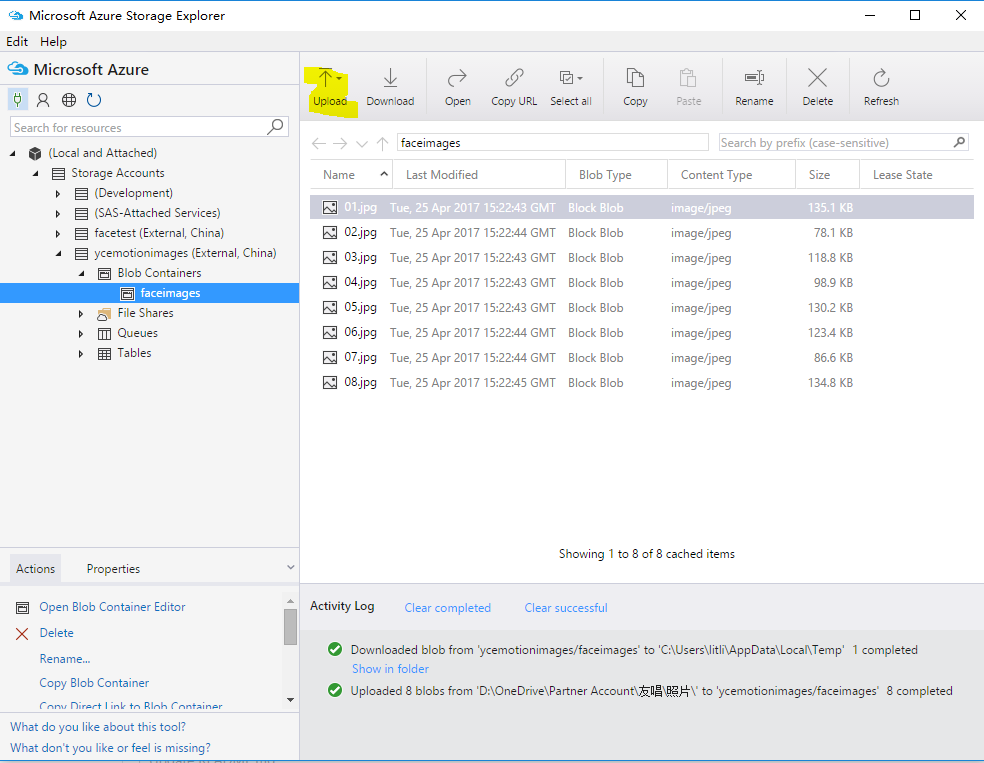 Microsoft Azure Storage Explorer
Edit Help
Microsoft Azure
Search for resources
(Local and Attached)
Storage Accounts
(Development)
(SAS-Attached Services)
facetest (External, China)
ycemotionimages (External, China)
Blob Containers
faceimages
File Shares
Queues
Tables
Actions Properties
Open Blob Container Editor
Delete
Rename...
Copy Blob Container
Copy Direct Link to Blob Container
What do you like about this tool?
What don't you like or feel is missing?
Upload Download Open Copy URL Select all Copy Paste Rename Delete Refresh
faceimages Search by prefix (case-sensitive)
Name Last Modified Blob Type Content Type Size Lease State
01.jpg Tue, 25 Apr 2017 15:22:43 GMT Block Blob image/jpeg 135.1 KB
02.jpg Tue, 25 Apr 2017 15:22:44 GMT Block Blob image/jpeg 78.1 KB
03.jpg Tue, 25 Apr 2017 15:22:43 GMT Block Blob image/jpeg 118.8 KB
04.jpg Tue, 25 Apr 2017 15:22:43 GMT Block Blob image/jpeg 98.9 KB
05.jpg Tue, 25 Apr 2017 15:22:43 GMT Block Blob image/jpeg 130.2 KB
06.jpg Tue, 25 Apr 2017 15:22:44 GMT Block Blob image/jpeg 123.4 KB
07.jpg Tue, 25 Apr 2017 15:22:44 GMT Block Blob image/jpeg 86.6 KB
08.jpg Tue, 25 Apr 2017 15:22:45 GMT Block Blob image/jpeg 134.8 KB
Showing 1 to 8 of 8 cached items
Activity Log Clear completed Clear successful
Downloaded blob from 'ycemotionimages/faceimages' to 'C:\Users\litli\AppData\Local\Temp' 1 completed
Show in folder
Uploaded 8 blobs from 'D:\OneDrive\Partner Account\友唱\照片\' to 'ycemotionimages/faceimages' 8 completed